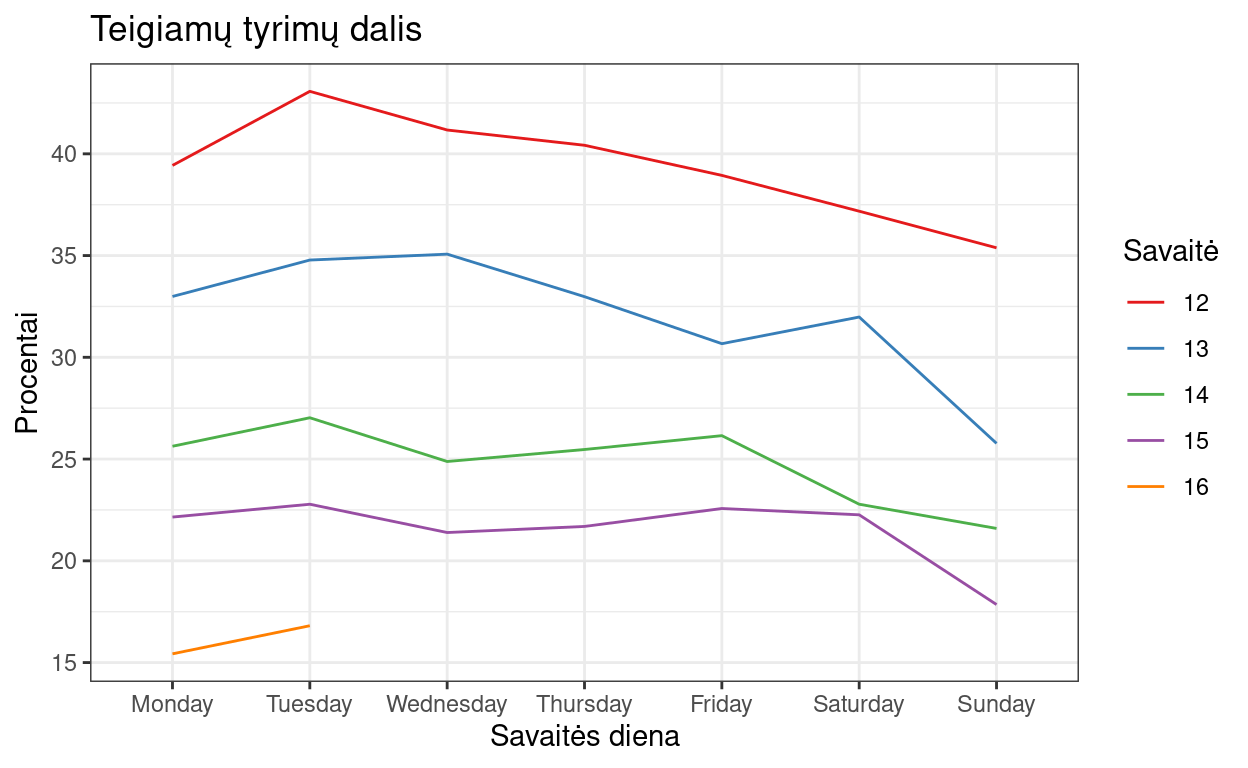 Teigiamų tyrimų dalis
Procentai
40
35
30
25
20
15
Monday Tuesday Wednesday Thursday Friday Saturday Sunday
Savaitės diena
Savaitė
12
13
14
15
16